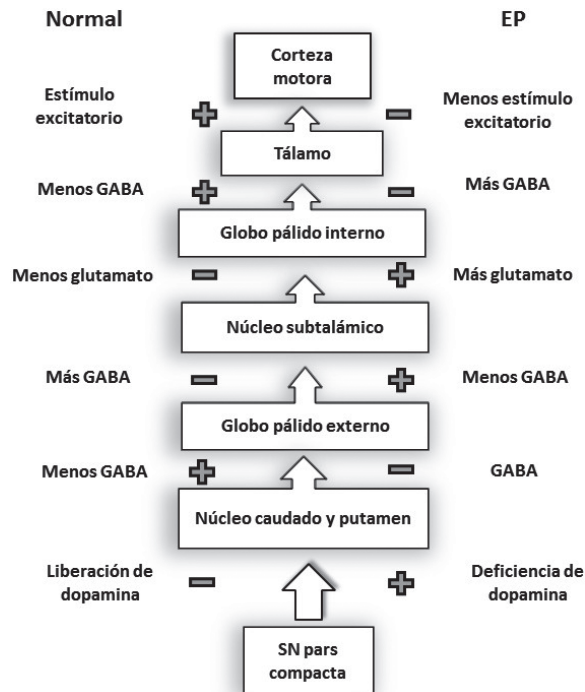 Normal
EP
Corteza
motora
Estímulo
excitatorio
Menos estímulo
excitatorio
Tálamo
Menos GABA
Más GABA
Globo pálido interno
Menos glutamato
Más glutamato
Núcleo subtalámico
Más GABA
Menos GABA
Globo pálido externo
Menos GABA
GABA
Núcleo caudado y putamen
Liberación de
dopamina
Deficiencia de
dopamina
SN pars
compacta